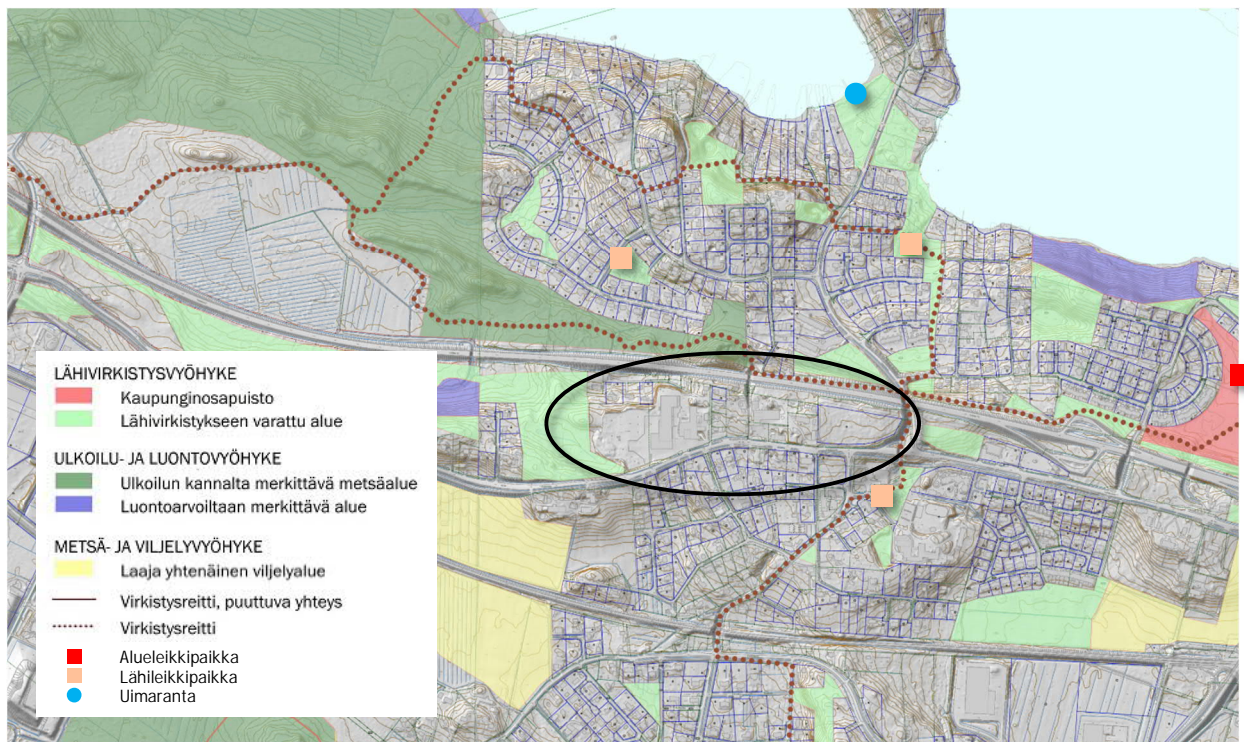 LÄHIVIRKISTYSVYÖHYKE
Kaupunginosapuisto
Lähivirkistykseen varattu alue
ULKOILU- JA LUONTOVYÖHYKE
Ulkoilun kannalta merkittävä metsäalue
Luontoarvoiltaan merkittävä alue
METSÄ- JA VILJELYVYÖHYKE
Laaja yhtenäinen viljelyalue
Virkistysreitti, puuttuva yhteys
Virkistysreitti
Alueleikkipaikka
Lähileikkipaikka
Uimaranta